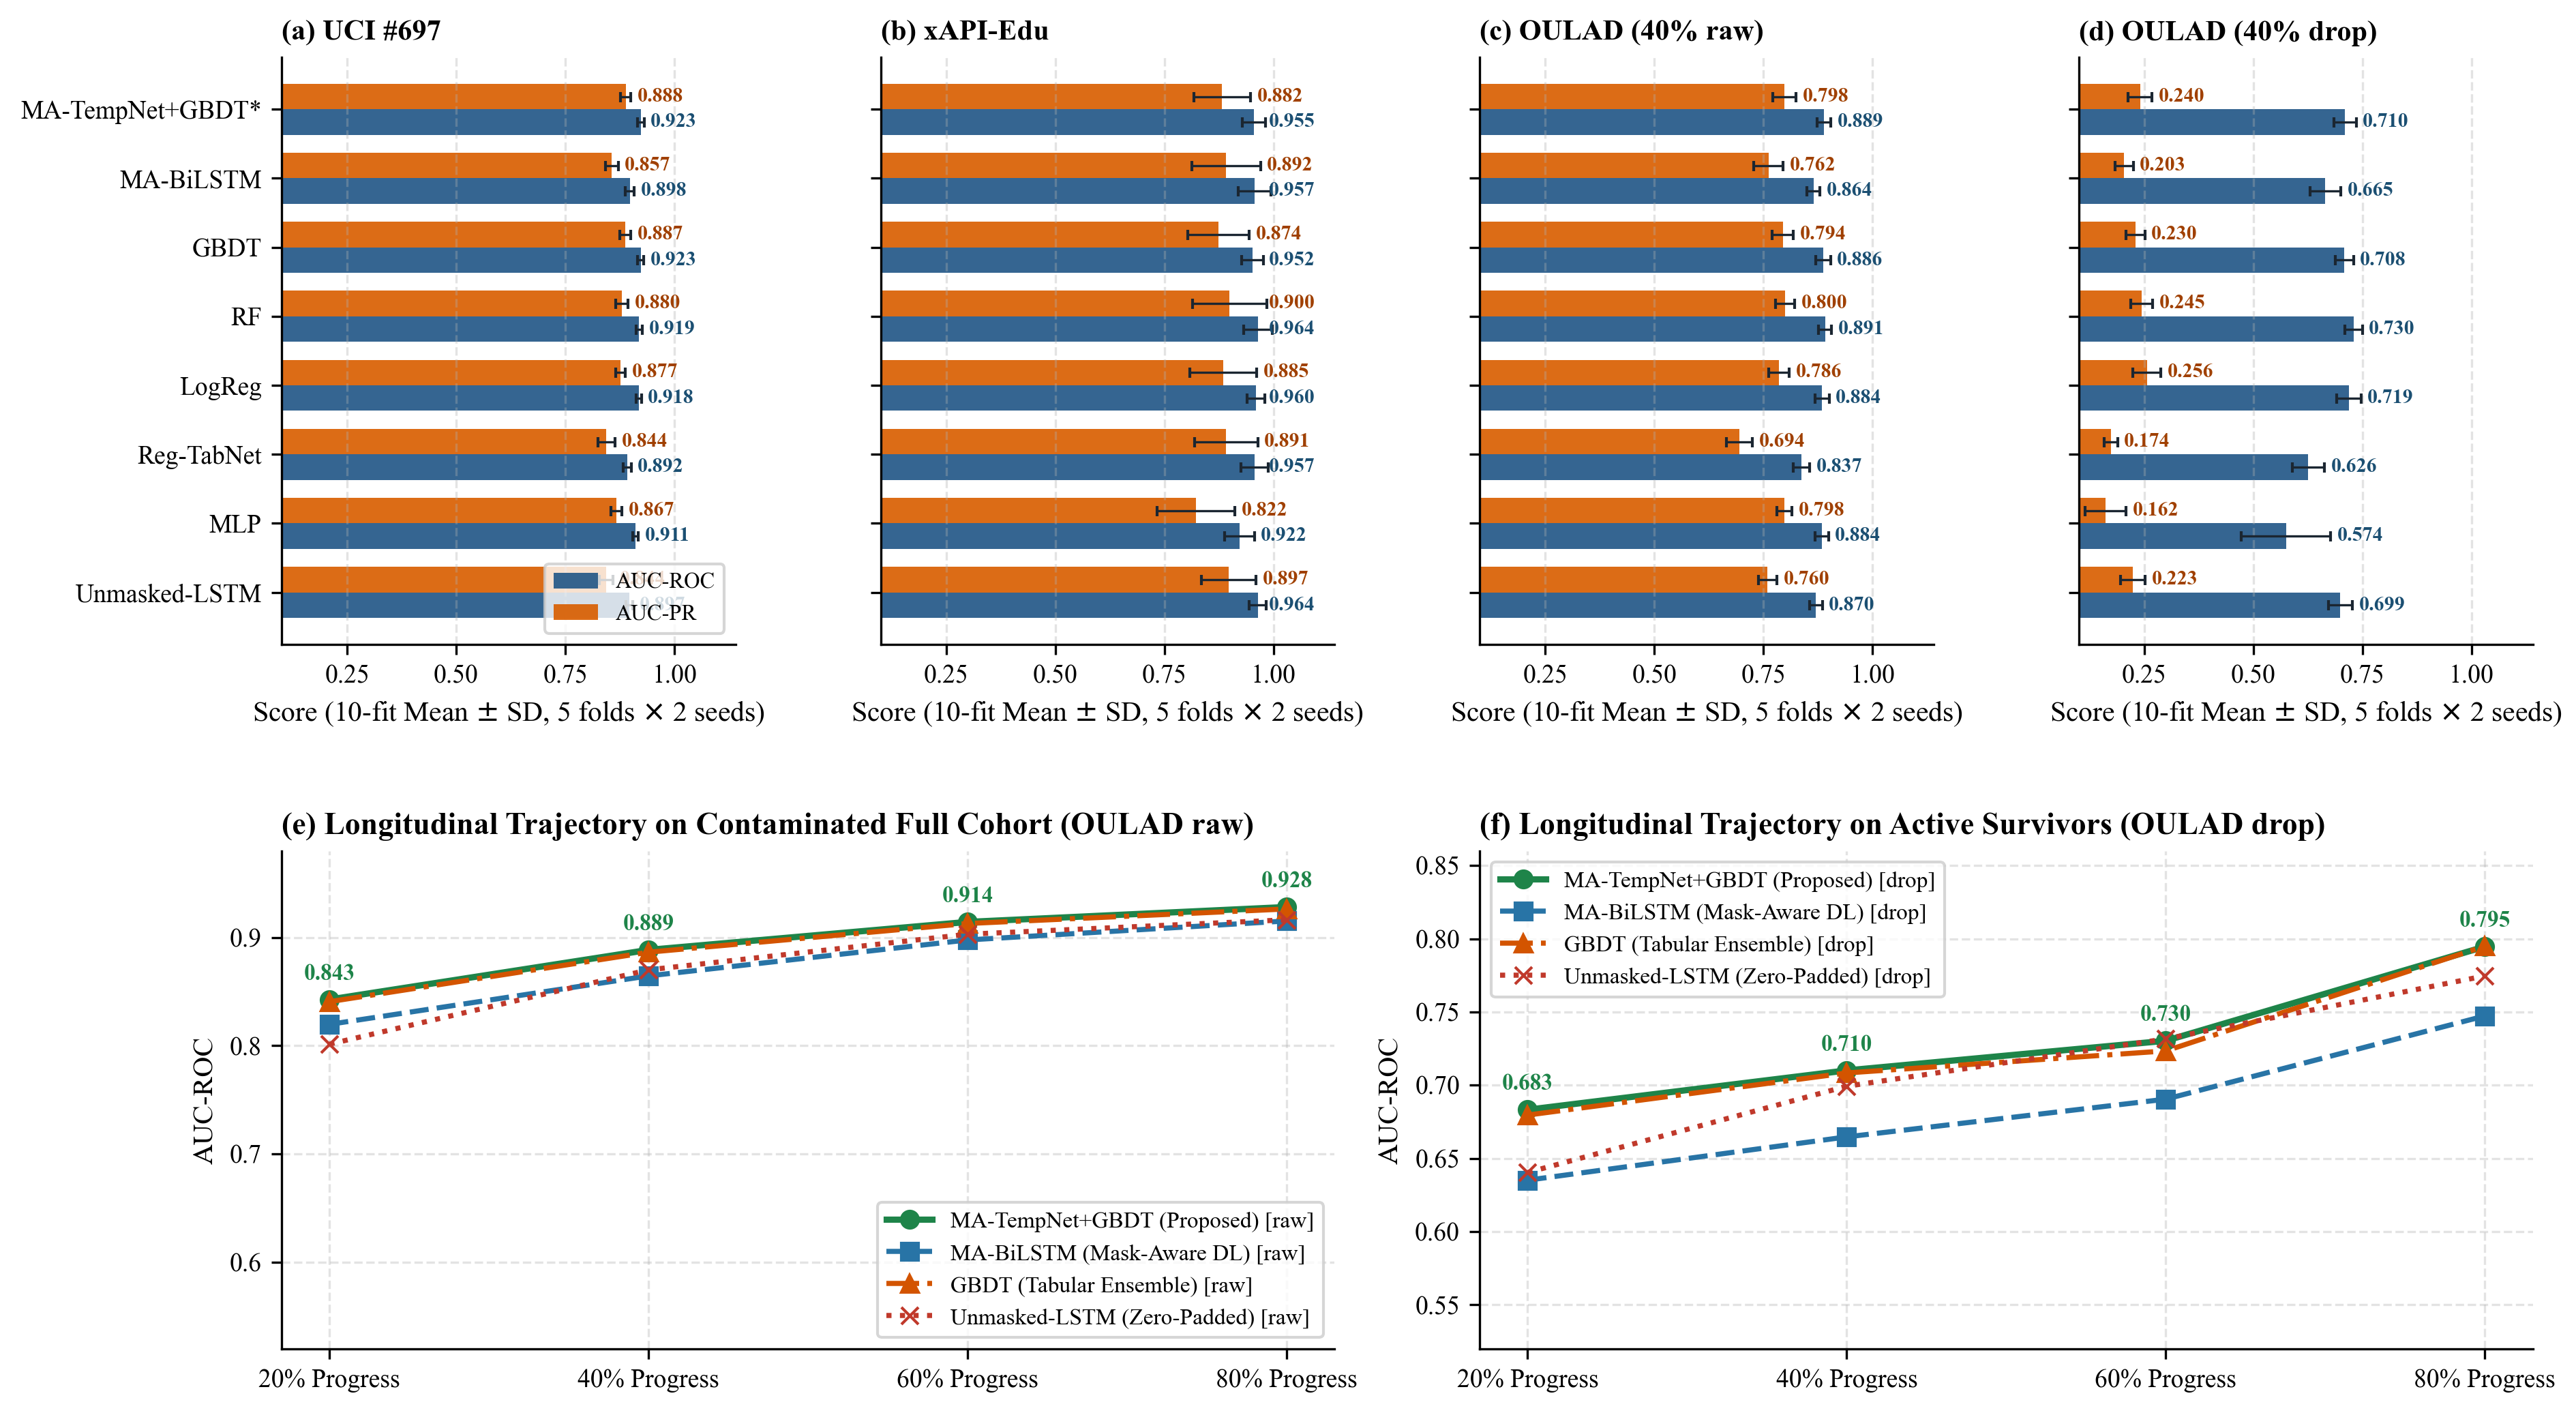 (a) UCI #697
MA-TempNet+GBDT*
MA-BiLSTM
GBDT
RF
LogReg
Reg-TabNet
MLP
Unmasked-LSTM
0.888
0.923
0.857
0.898
0.887
0.923
0.880
0.919
0.877
0.918
0.844
0.892
0.867
0.911
0.897
AUC-ROC
AUC-PR
0.25 0.50 0.75 1.00
Score (10-fit Mean ± SD, 5 folds × 2 seeds)
(b) xAPI-Edu
0.882
0.955
0.892
0.957
0.874
0.952
0.900
0.964
0.885
0.960
0.891
0.957
0.822
0.922
0.897
0.964
0.25 0.50 0.75 1.00
Score (10-fit Mean ± SD, 5 folds × 2 seeds)
(c) OULAD (40% raw)
0.798
0.889
0.762
0.864
0.794
0.886
0.800
0.891
0.786
0.884
0.694
0.837
0.798
0.884
0.760
0.870
0.25 0.50 0.75 1.00
Score (10-fit Mean ± SD, 5 folds × 2 seeds)
(d) OULAD (40% drop)
0.240
0.710
0.203
0.665
0.230
0.708
0.245
0.730
0.256
0.719
0.174
0.626
0.162
0.574
0.223
0.699
0.25 0.50 0.75 1.00
Score (10-fit Mean ± SD, 5 folds × 2 seeds)
(e) Longitudinal Trajectory on Contaminated Full Cohort (OULAD raw)
AUC-ROC
0.9
0.8
0.7
0.6
0.843
0.889
0.914
0.928
MA-TempNet+GBDT (Proposed) [raw]
MA-BiLSTM (Mask-Aware DL) [raw]
GBDT (Tabular Ensemble) [raw]
Unmasked-LSTM (Zero-Padded) [raw]
20% Progress 40% Progress 60% Progress 80% Progress
(f) Longitudinal Trajectory on Active Survivors (OULAD drop)
AUC-ROC
0.85
0.80
0.75
0.70
0.65
0.60
0.55
MA-TempNet+GBDT (Proposed) [drop]
MA-BiLSTM (Mask-Aware DL) [drop]
GBDT (Tabular Ensemble) [drop]
Unmasked-LSTM (Zero-Padded) [drop]
0.683
0.710
0.730
0.795
20% Progress 40% Progress 60% Progress 80% Progress